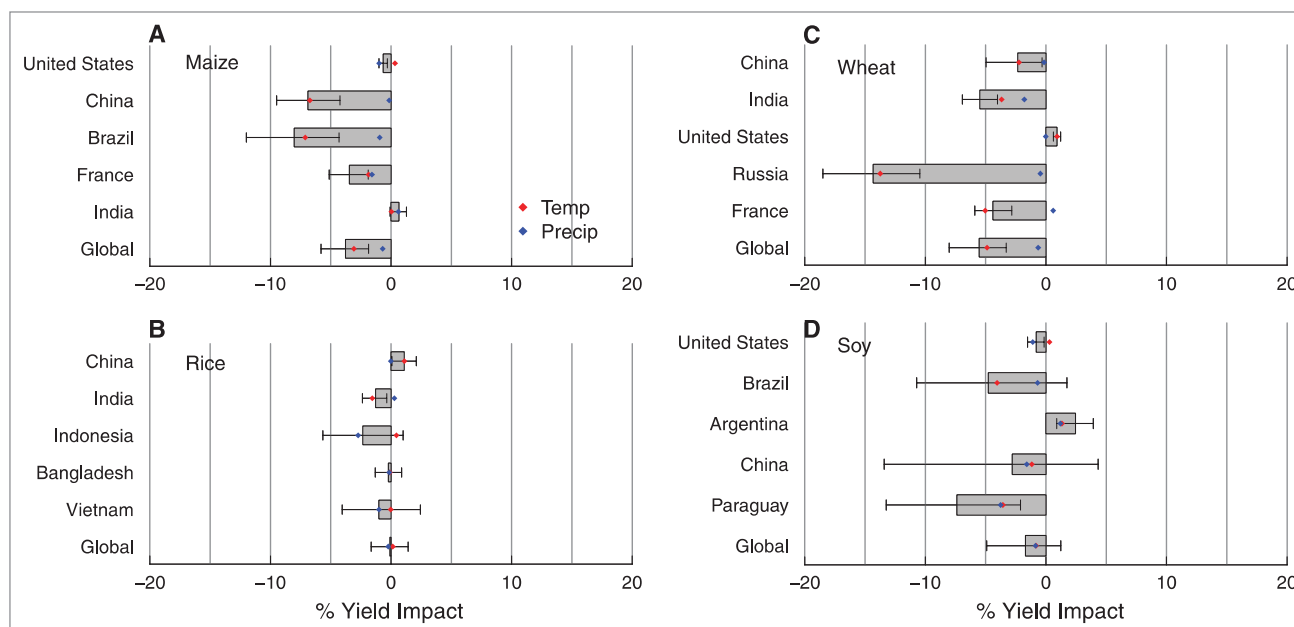 A
Maize
United States
China
Brazil
France
India
Global
Temp
Precip
−20 −10 0 10 20
B
Rice
China
India
Indonesia
Bangladesh
Vietnam
Global
−20 −10 0 10 20
% Yield Impact
C
Wheat
China
India
United States
Russia
France
Global
−20 −10 0 10 20
D
Soy
United States
Brazil
Argentina
China
Paraguay
Global
−20 −10 0 10 20
% Yield Impact